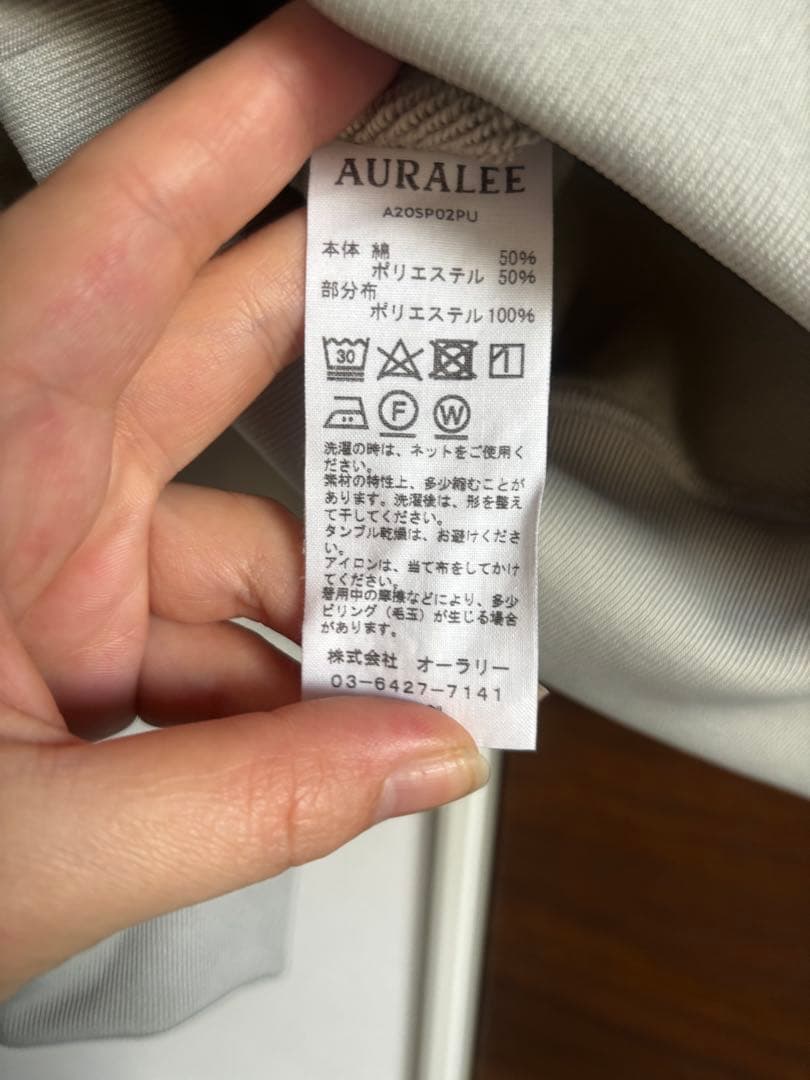 AURALEE
A20SP02PU
本体 綿 50%
ポリエステル 50%
部分布
ポリエステル 100%
30
F
W
洗濯の時は、ネットをご使用く
ださい。
素材の特性上、多少縮むことが
あります。洗濯後は、形を整え
て干してください。
タンブル乾燥は、お避けくださ
い。
アイロンは、当て布をしてかけ
てください。
着用中の摩擦などにより、多少
ピリング（毛玉）が生じる場合
があります。
株式会社 オーラリー
03-6427-7141